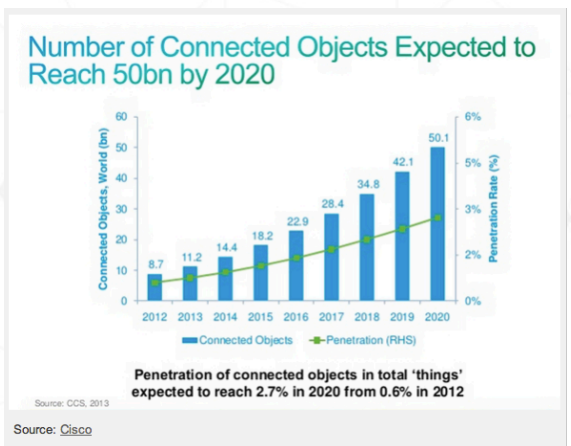 Number of Connected Objects Expected to
Reach 50bn by 2020
Connected Objects, World (bn)
60
50
40
30
20
10
0
8.7
11.2
14.4
18.2
22.9
28.4
34.8
42.1
50.1
6%
5%
3%
2%
0%
Penetration Rate (%)
2012 2013 2014 2015 2016 2017 2018 2019 2020
Connected Objects Penetration (RHS)
Penetration of connected objects in total ‘things’
expected to reach 2.7% in 2020 from 0.6% in 2012
Source: CCS, 2013
Source: Cisco